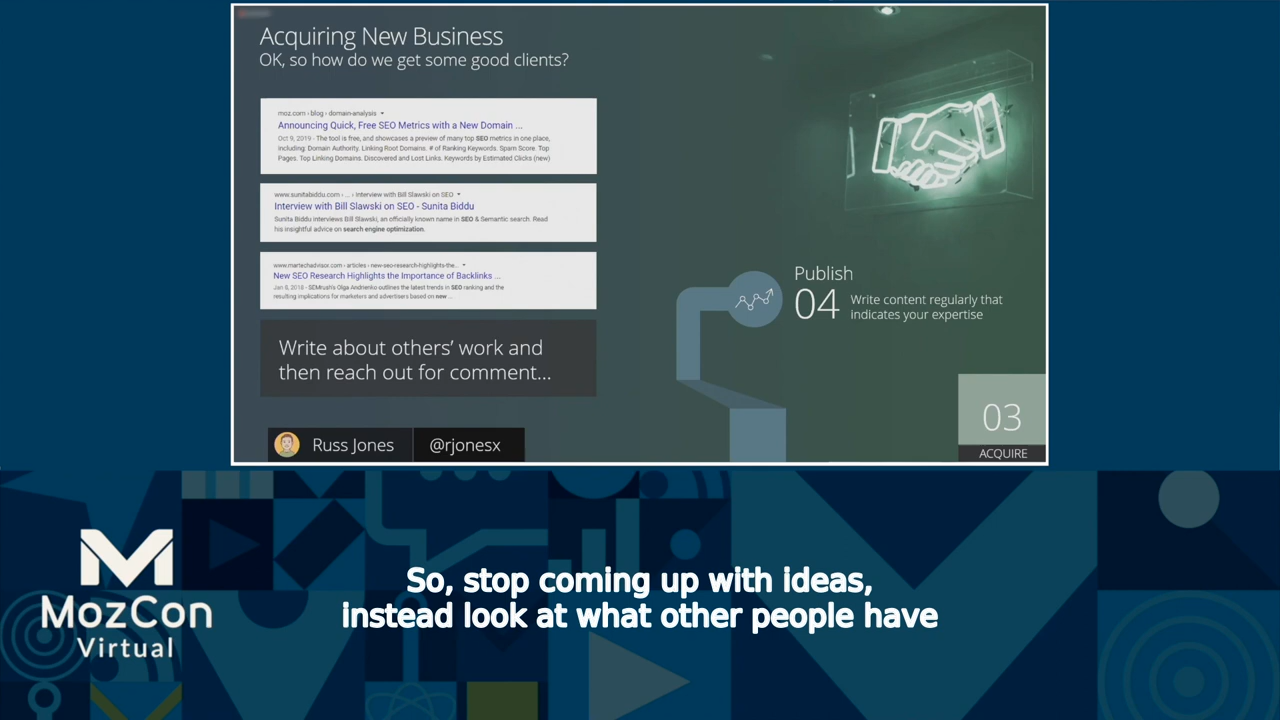 Acquiring New Business
OK, so how do we get some good clients?
moz.com › blog › domain-analysis
Announcing Quick, Free SEO Metrics with a New Domain ...
Oct 9, 2019 - The tool is free, and showcases a preview of many top SEO metrics in one place,
including: Domain Authority. Linking Root Domains. # of Ranking Keywords. Spam Score. Top
Pages. Top Linking Domains. Discovered and Lost Links. Keywords by Estimated Clicks (new)
www.sunitabiddu.com › ... › Interview with Bill Slawski on SEO
Interview with Bill Slawski on SEO - Sunita Biddu
Sunita Biddu interviews Bill Slawski, an officially known name in SEO & Semantic search. Read
his insightful advice on search engine optimization.
www.martechadvisor.com › articles › new-seo-research-highlights-the...
New SEO Research Highlights the Importance of Backlinks ...
Jan 8, 2018 - SEMrush's Olga Andrienko outlines the latest trends in SEO ranking and the
resulting implications for marketers and advertisers based on new ...
Write about others' work and
then reach out for comment...
Publish
04
Write content regularly that
indicates your expertise
Russ Jones
@rjonesx
03
ACQUIRE
MozCon
Virtual
So, stop coming up with ideas,
instead look at what other people have